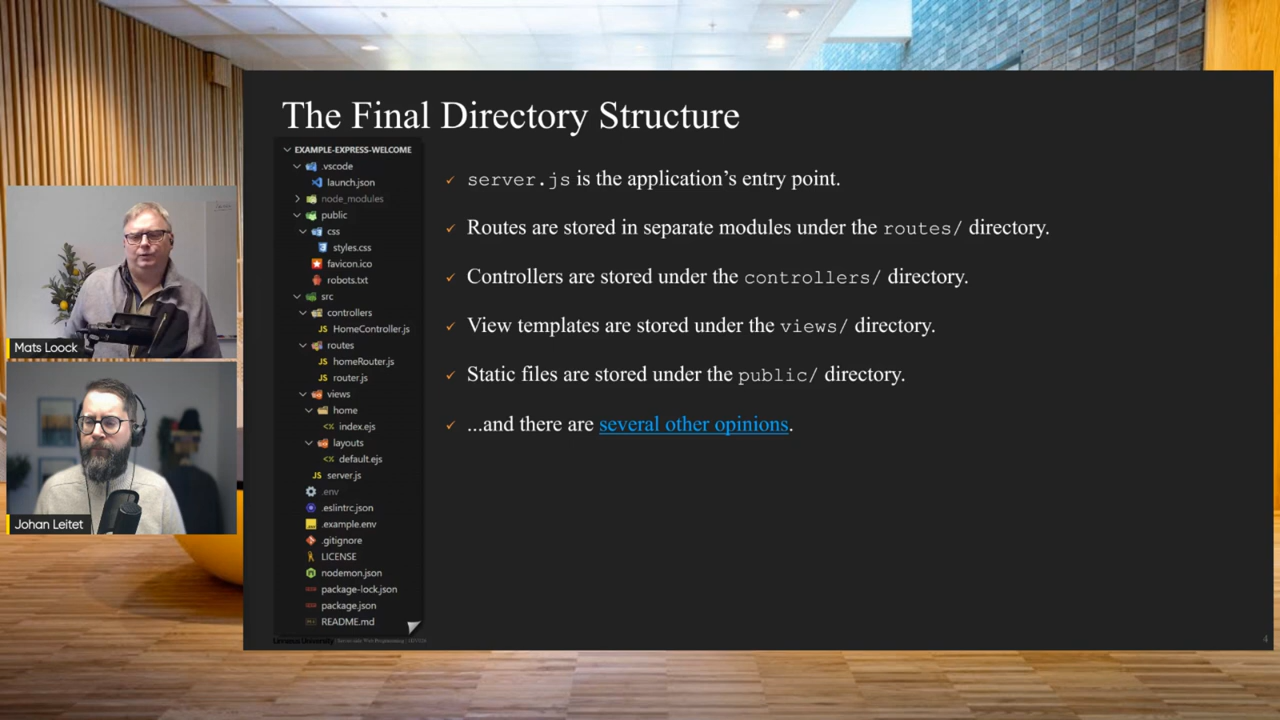 The Final Directory Structure
EXAMPLE-EXPRESS-WELCOME
.vscode
launch.json
node_modules
public
css
styles.css
favicon.ico
robots.txt
src
controllers
JS HomeController.js
routes
JS homeRouter.js
JS router.js
views
home
<> index.ejs
layouts
<> default.ejs
JS server.js
.env
.eslintrc.json
.example.env
.gitignore
LICENSE
nodemon.json
package-lock.json
package.json
README.md
server.js is the application's entry point.
Routes are stored in separate modules under the routes/ directory.
Controllers are stored under the controllers/ directory.
View templates are stored under the views/ directory.
Static files are stored under the public/ directory.
...and there are several other opinions.
4
Mats Loock
Johan Leitet